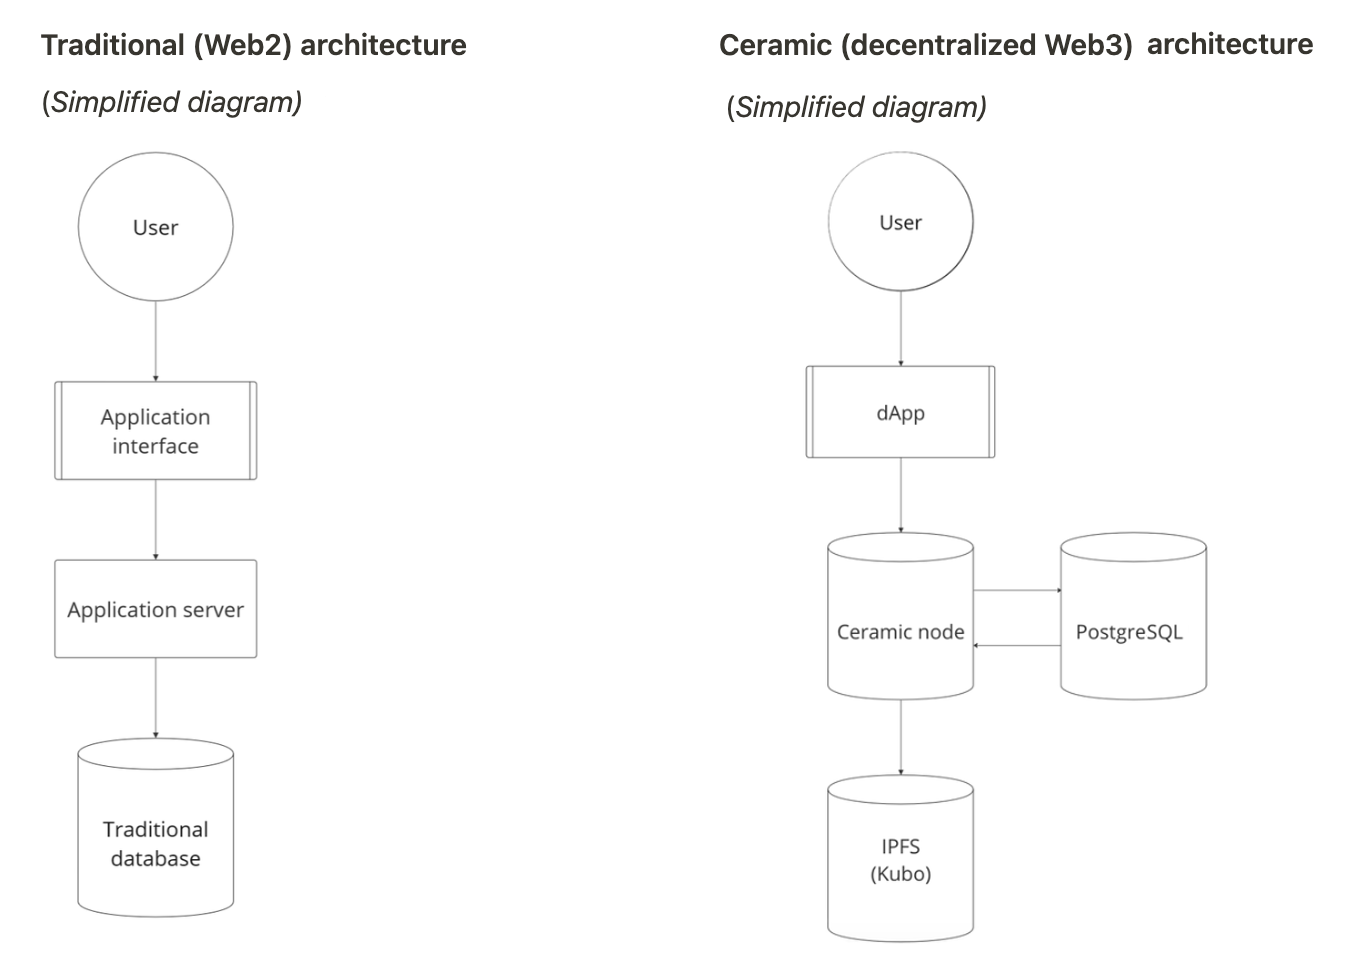 Traditional (Web2) architecture
(Simplified diagram)
User
Application
interface
Application server
Traditional
database
Ceramic (decentralized Web3) architecture
(Simplified diagram)
User
dApp
Ceramic node
PostgreSQL
IPFS
(Kubo)